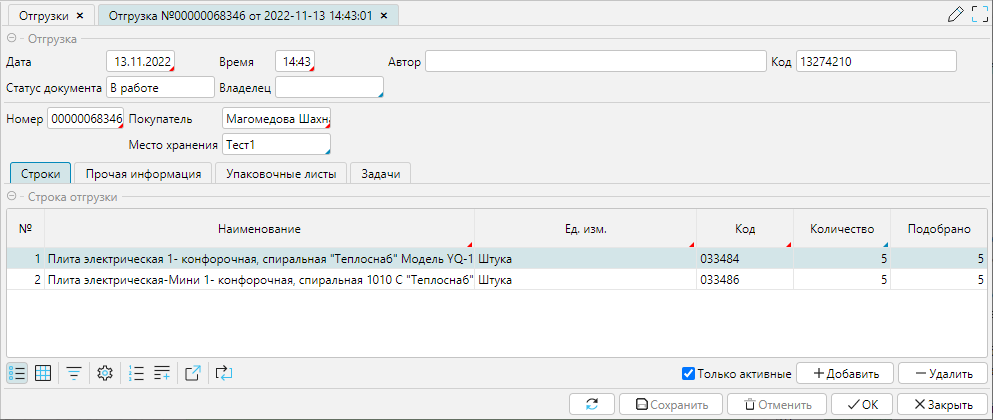 Отгрузки × Отгрузка №00000068346 от 2022-11-13 14:43:01 ×
Отгрузка
Дата 13.11.2022 Время 14:43 Автор Код 13274210
Статус документа В работе Владелец
Номер 00000068346 Покупатель Магомедова Шахн
Место хранения Тест1
Строки Прочая информация Упаковочные листы Задачи
Строка отгрузки
№ Наименование Ед. изм. Код Количество Подобрано
1 Плита электрическая 1- конфорочная, спиральная "Теплоснаб" Модель YQ-1 Штука 033484 5 5
2 Плита электрическая-Мини 1- конфорочная, спиральная 1010 С "Теплоснаб" Штука 033486 5 5
Только активные Добавить Удалить
Сохранить Отменить OK Закрыть